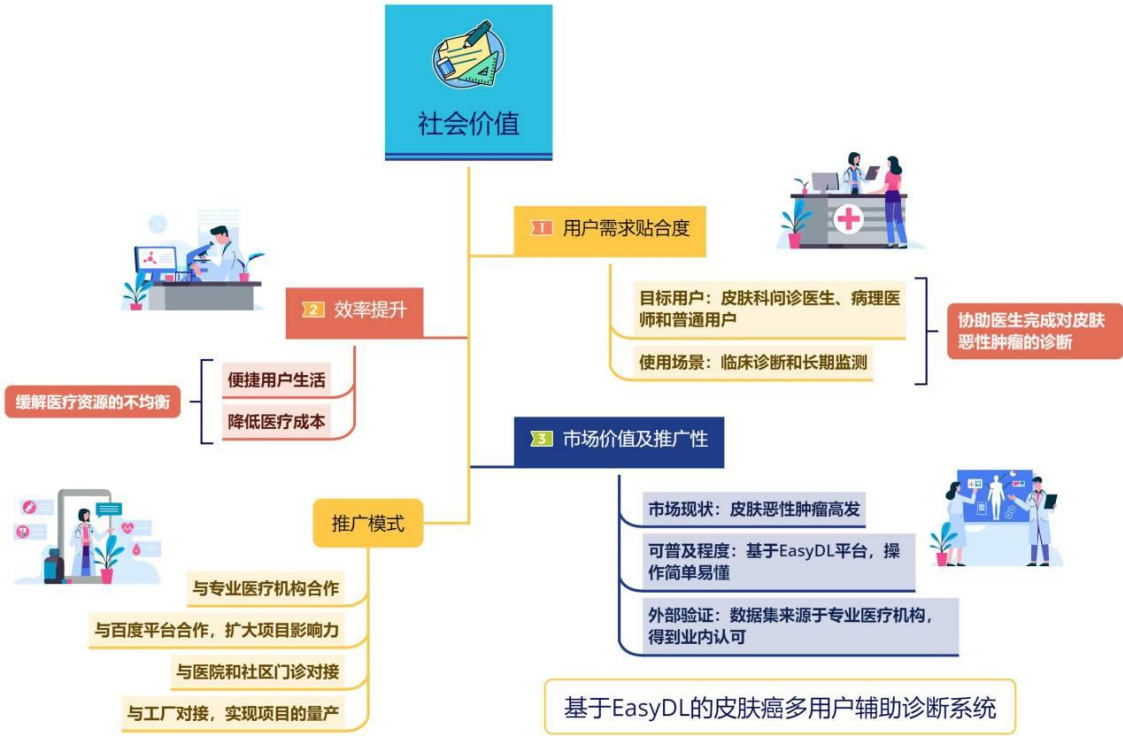 社会价值
1 用户需求贴合度
目标用户：皮肤科问诊医生、病理医
师和普通用户
使用场景：临床诊断和长期监测
协助医生完成对皮肤
恶性肿瘤的诊断
2 效率提升
便捷用户生活
降低医疗成本
缓解医疗资源的不均衡
3 市场价值及推广性
市场现状：皮肤恶性肿瘤高发
可普及程度：基于EasyDL平台，操
作简单易懂
外部验证：数据集来源于专业医疗机构，
得到业内认可
推广模式
与专业医疗机构合作
与百度平台合作，扩大项目影响力
与医院和社区门诊对接
与工厂对接，实现项目的量产
基于EasyDL的皮肤癌多用户辅助诊断系统